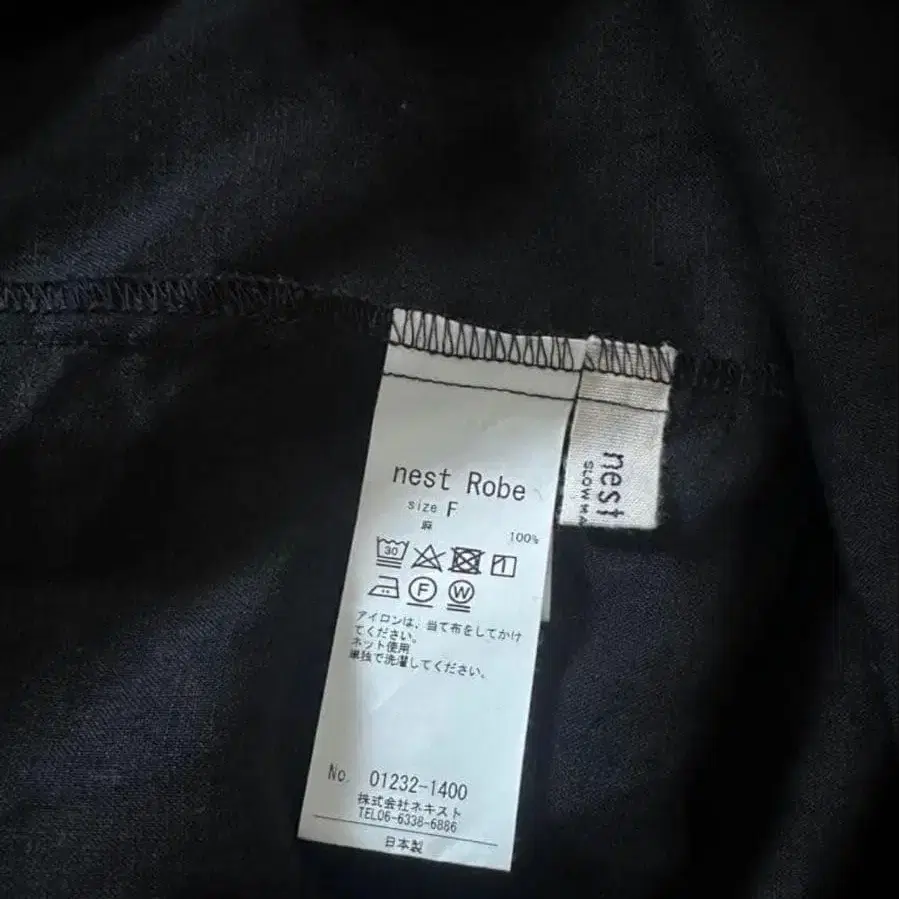 nest Robe
size F
麻 100%
30
F W
アイロンは、当て布をしてかけ
てください。
ネット使用
単独で洗濯してください。
No. 01232-1400
株式会社ネキスト
TEL06-6338-6886
日本製
nest
SLOW MA